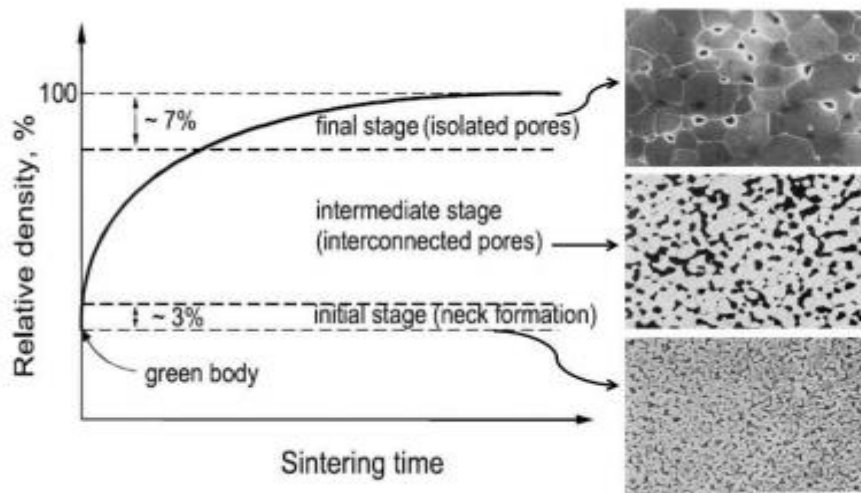 Relative density, %
100
~ 7%
final stage (isolated pores)
intermediate stage
(interconnected pores)
~ 3%
initial stage (neck formation)
green body
Sintering time